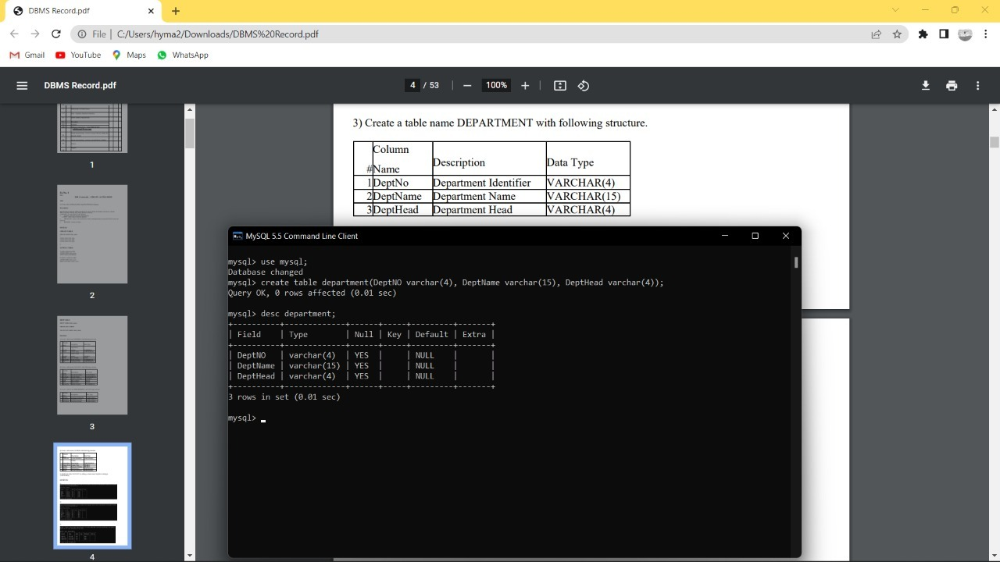 DBMS Record.pdf
File | C:/Users/hyma2/Downloads/DBMS%20Record.pdf
Gmail YouTube Maps WhatsApp
DBMS Record.pdf 4 / 53 100%
1
2
3
4
3) Create a table name DEPARTMENT with following structure.
# Column Name Description Data Type
1 DeptNo Department Identifier VARCHAR(4)
2 DeptName Department Name VARCHAR(15)
3 DeptHead Department Head VARCHAR(4)
MySQL 5.5 Command Line Client
mysql> use mysql;
Database changed
mysql> create table department(DeptNO varchar(4), DeptName varchar(15), DeptHead varchar(4));
Query OK, 0 rows affected (0.01 sec)
mysql> desc department;
+----------+-------------+------+-----+---------+-------+
| Field    | Type        | Null | Key | Default | Extra |
+----------+-------------+------+-----+---------+-------+
| DeptNO   | varchar(4)  | YES  |     | NULL    |       |
| DeptName | varchar(15) | YES  |     | NULL    |       |
| DeptHead | varchar(4)  | YES  |     | NULL    |       |
+----------+-------------+------+-----+---------+-------+
3 rows in set (0.01 sec)
mysql>